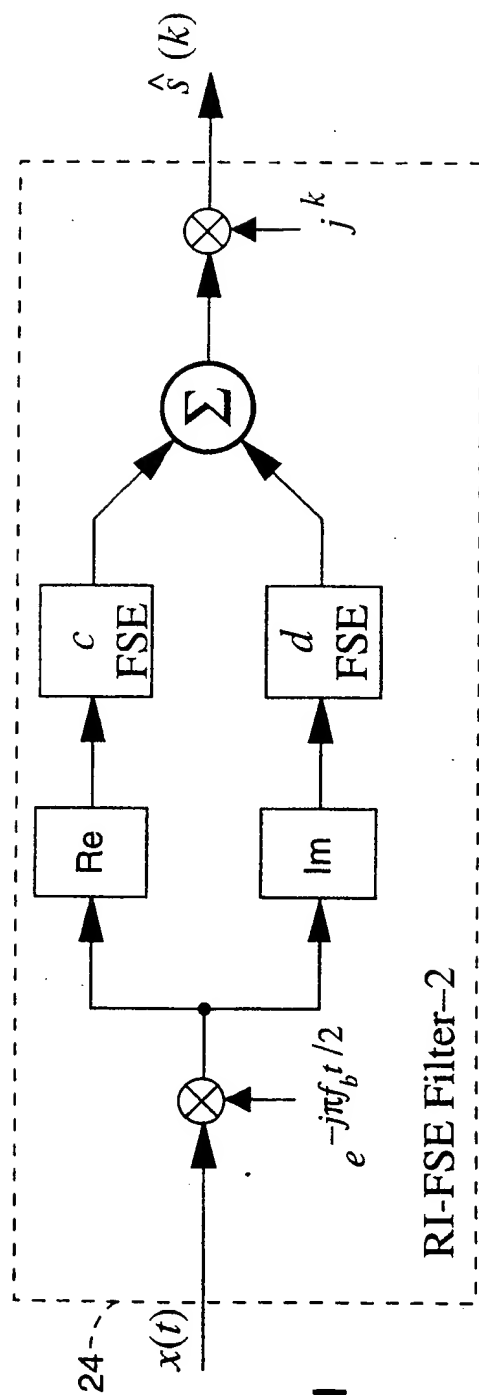 24
x(t)
e^{-jπf_b t/2}
Re
Im
c
FSE
d
FSE
Σ
j^k
ŝ(k)
RI-FSE Filter–2